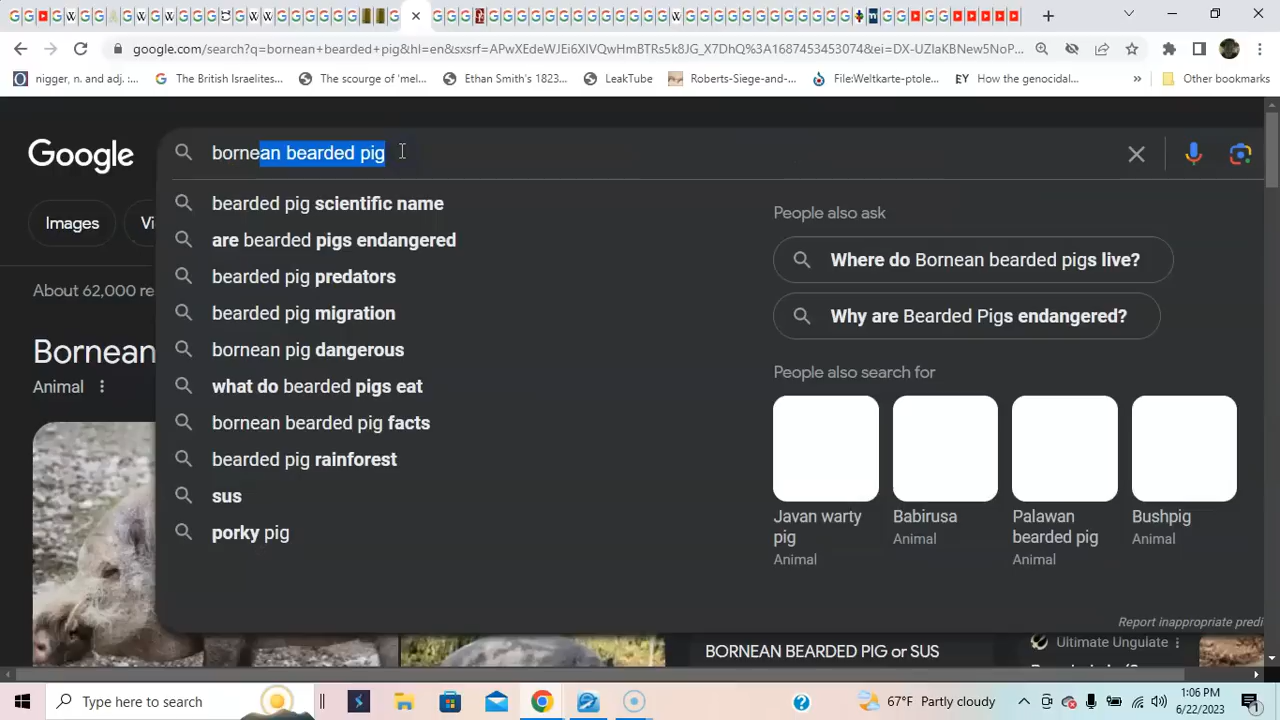 google.com/search?q=bornean+bearded+pig&hl=en&sxsrf=APwXEdeWJEi6XIVQwHmBTRs5k8JG_X7DhQ%3A1687453453074&ei=DX-UZIaKBNew5NoP...
nigger, n. and adj. :...
The British Israelites...
The scourge of 'mel...
Ethan Smith's 1823...
LeakTube
Roberts-Siege-and-...
File:Weltkarte-ptole...
EY How the genocidal...
»
Other bookmarks
Google
bornean bearded pig
Images
Vi
About 62,000 re
Bornean
Animal
bearded pig scientific name
are bearded pigs endangered
bearded pig predators
bearded pig migration
bornean pig dangerous
what do bearded pigs eat
bornean bearded pig facts
bearded pig rainforest
sus
porky pig
People also ask
Where do Bornean bearded pigs live?
Why are Bearded Pigs endangered?
People also search for
Javan warty pig
Animal
Babirusa
Animal
Palawan bearded pig
Animal
Bushpig
Animal
Report inappropriate predi
BORNEAN BEARDED PIG or SUS
Ultimate Ungulate
Type here to search
67°F Partly cloudy
1:06 PM
6/22/2023